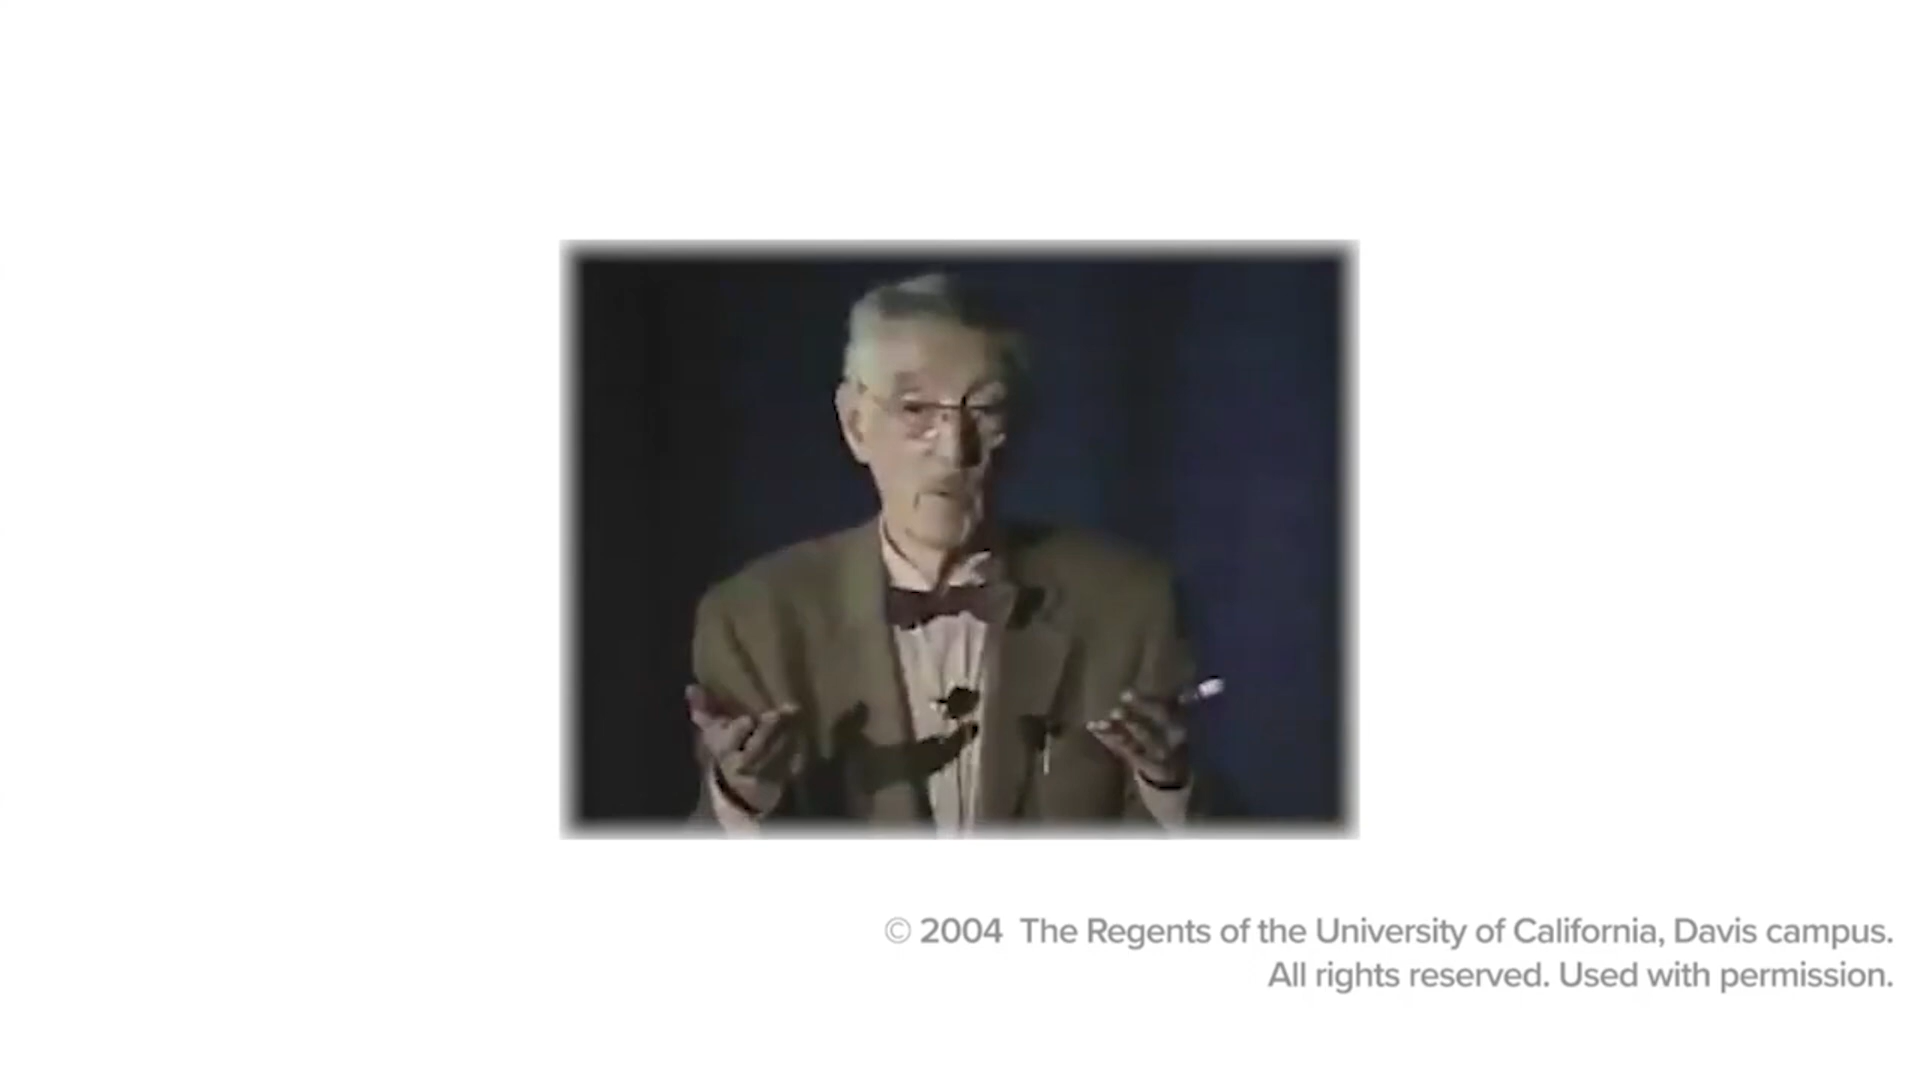 © 2004 The Regents of the University of California, Davis campus.
All rights reserved. Used with permission.